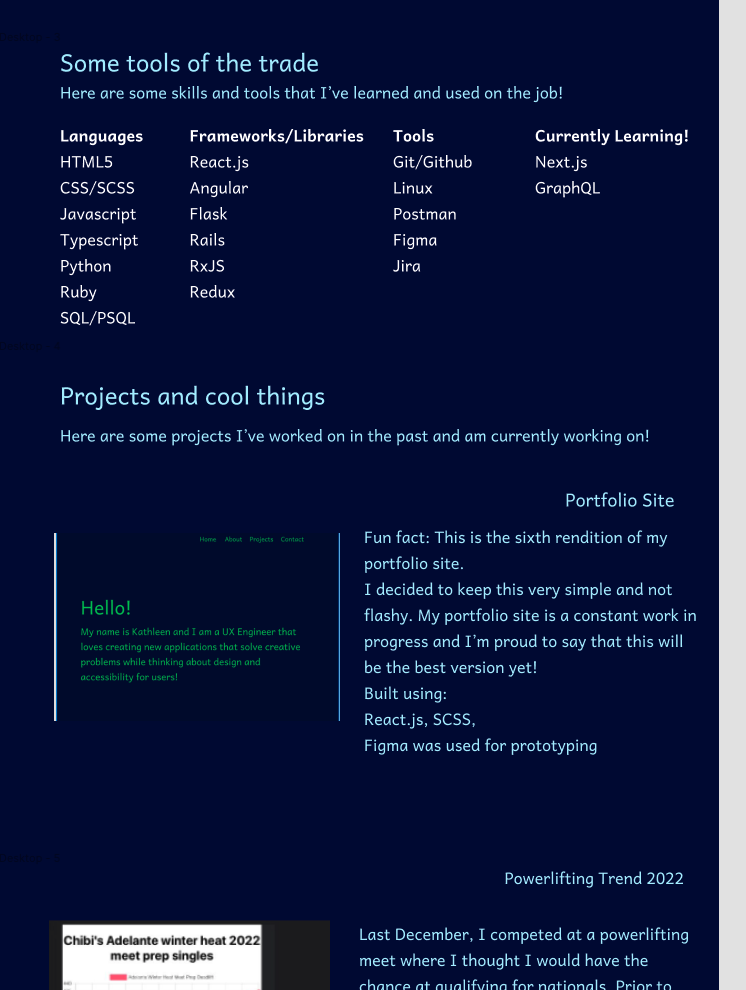 Some tools of the trade
Here are some skills and tools that I've learned and used on the job!
Languages
HTML5
CSS/SCSS
Javascript
Typescript
Python
Ruby
SQL/PSQL
Frameworks/Libraries
React.js
Angular
Flask
Rails
RxJS
Redux
Tools
Git/Github
Linux
Postman
Figma
Jira
Currently Learning!
Next.js
GraphQL
Projects and cool things
Here are some projects I've worked on in the past and am currently working on!
Portfolio Site
Home About Projects Contact
Hello!
My name is Kathleen and I am a UX Engineer that
loves creating new applications that solve creative
problems while thinking about design and
accessibility for users!
Fun fact: This is the sixth rendition of my
portfolio site.
I decided to keep this very simple and not
flashy. My portfolio site is a constant work in
progress and I'm proud to say that this will
be the best version yet!
Built using:
React.js, SCSS,
Figma was used for prototyping
Powerlifting Trend 2022
Chibi's Adelante winter heat 2022
meet prep singles
Last December, I competed at a powerlifting
meet where I thought I would have the
chance at qualifying for nationals. Prior to